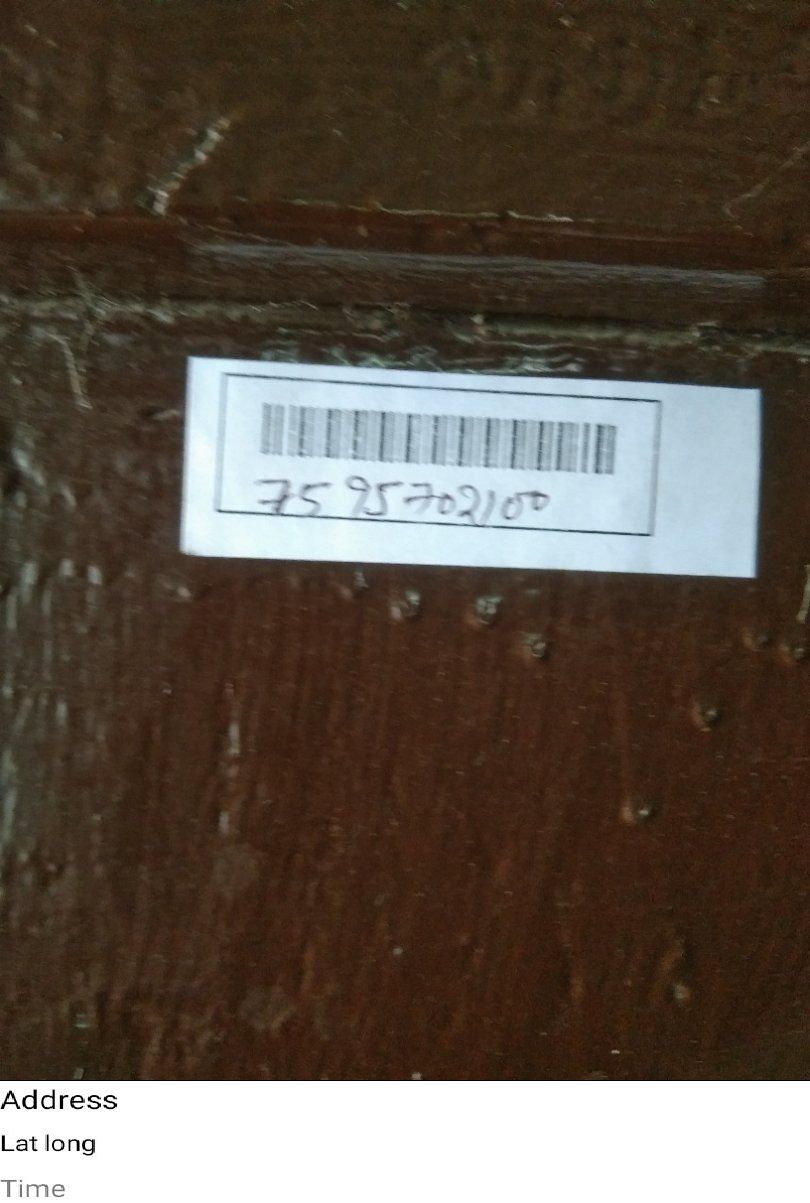 7595702100
Address
Lat long
Time